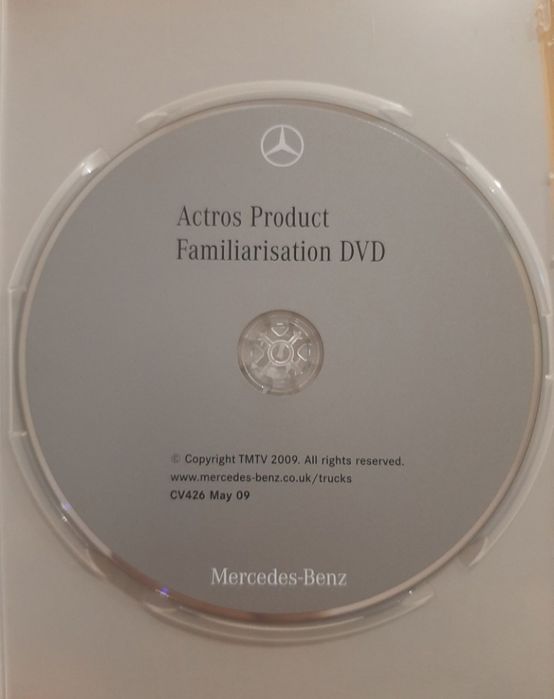 Actros Product
Familiarisation DVD
© Copyright TMTV 2009. All rights reserved.
www.mercedes-benz.co.uk/trucks
CV426 May 09
Mercedes-Benz